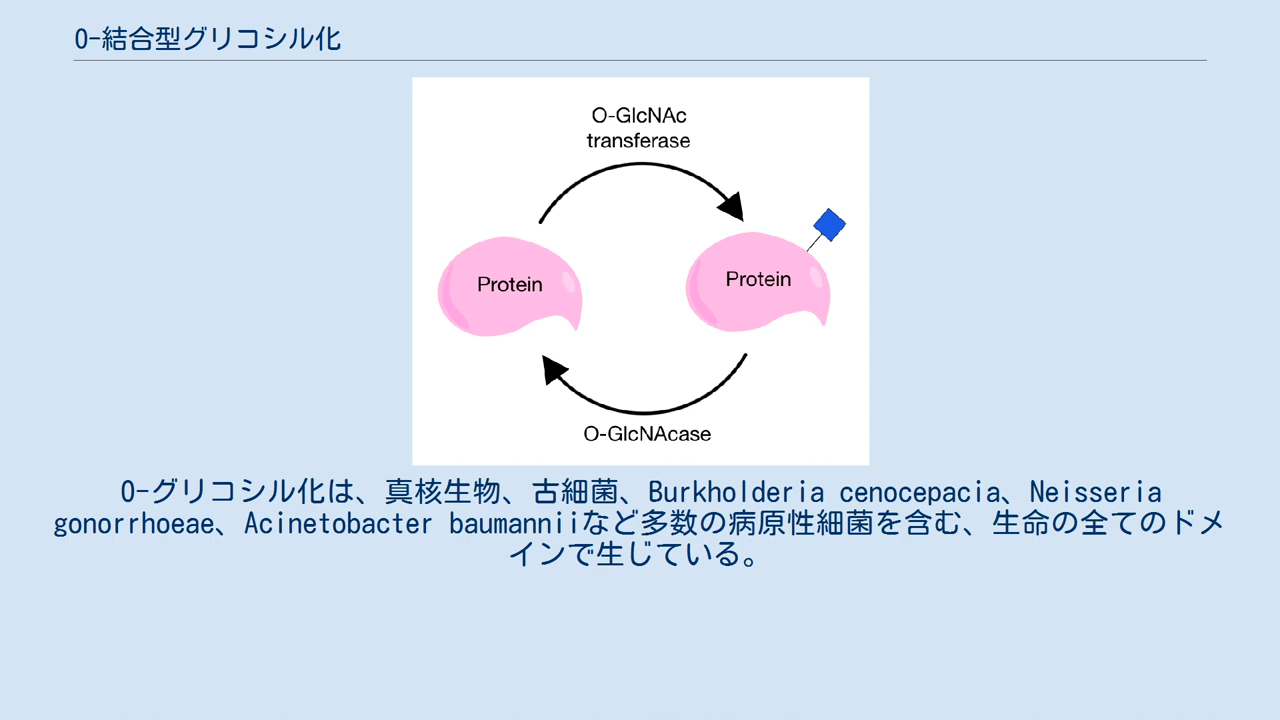 O-結合型グリコシル化
O-GlcNAc
transferase
Protein
Protein
O-GlcNAcase
O-グリコシル化は、真核生物、古細菌、Burkholderia cenocepacia、Neisseria
gonorrhoeae、Acinetobacter baumanniiなど多数の病原性細菌を含む、生命の全てのドメ
インで生じている。